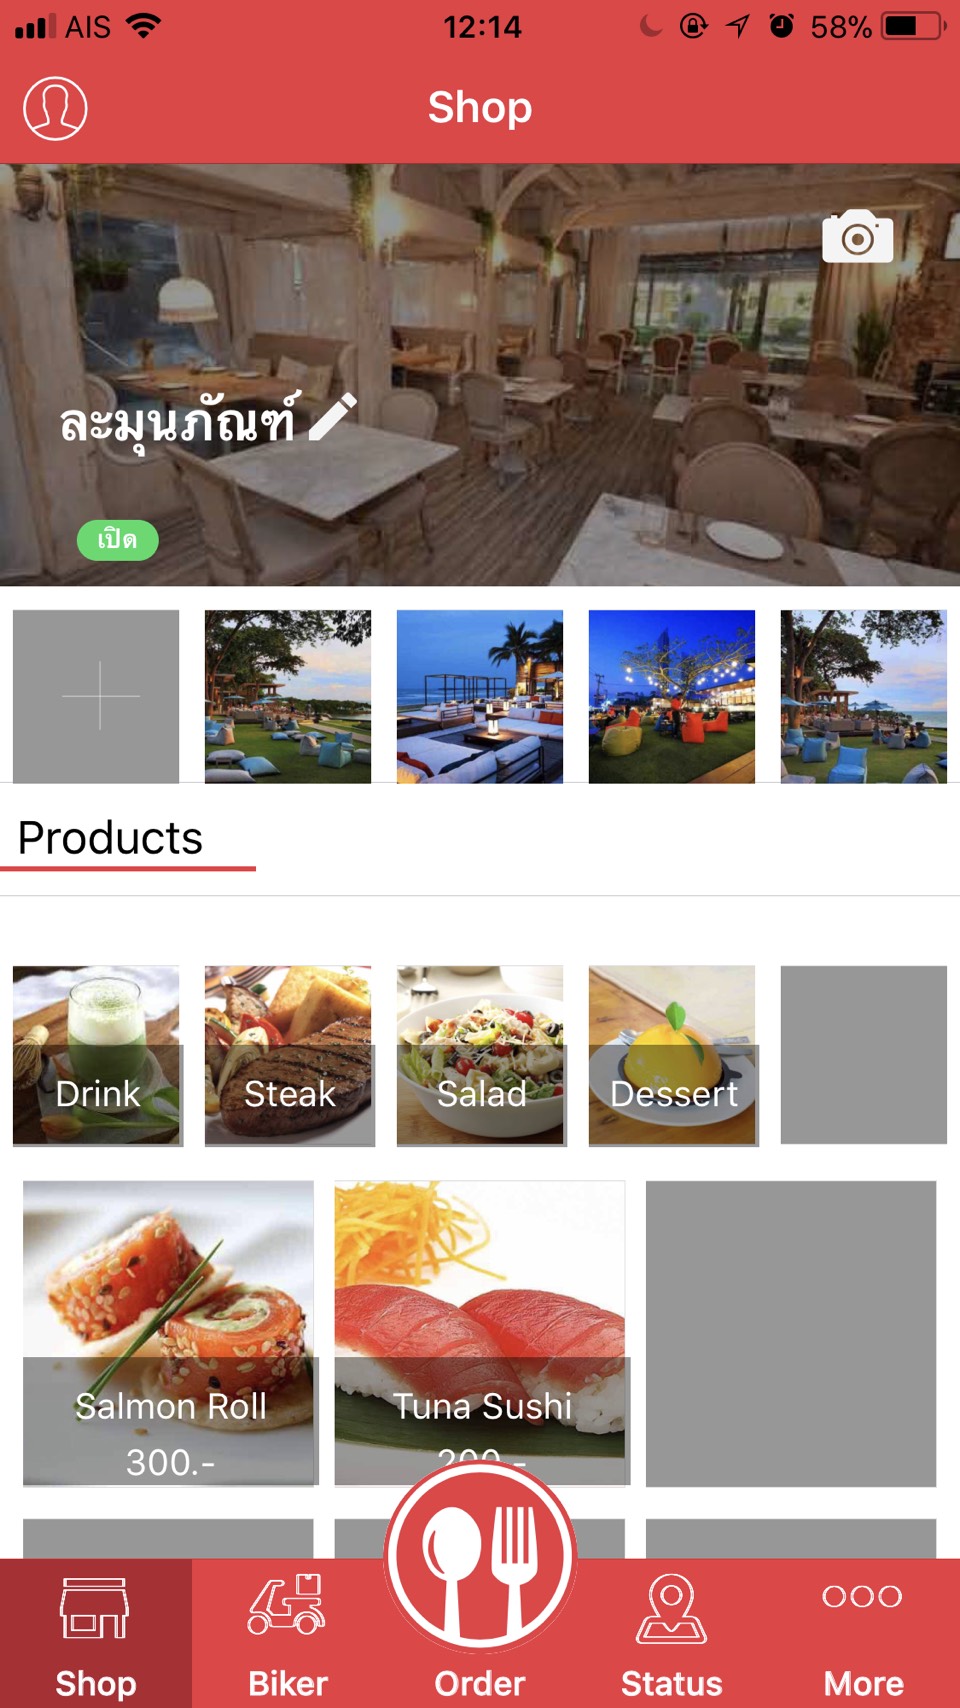 AIS 12:14 58%
Shop
ละมุนภัณฑ์
เปิด
Products
Drink Steak Salad Dessert
Salmon Roll Tuna Sushi
300.- 200.-
Shop Biker Order Status More